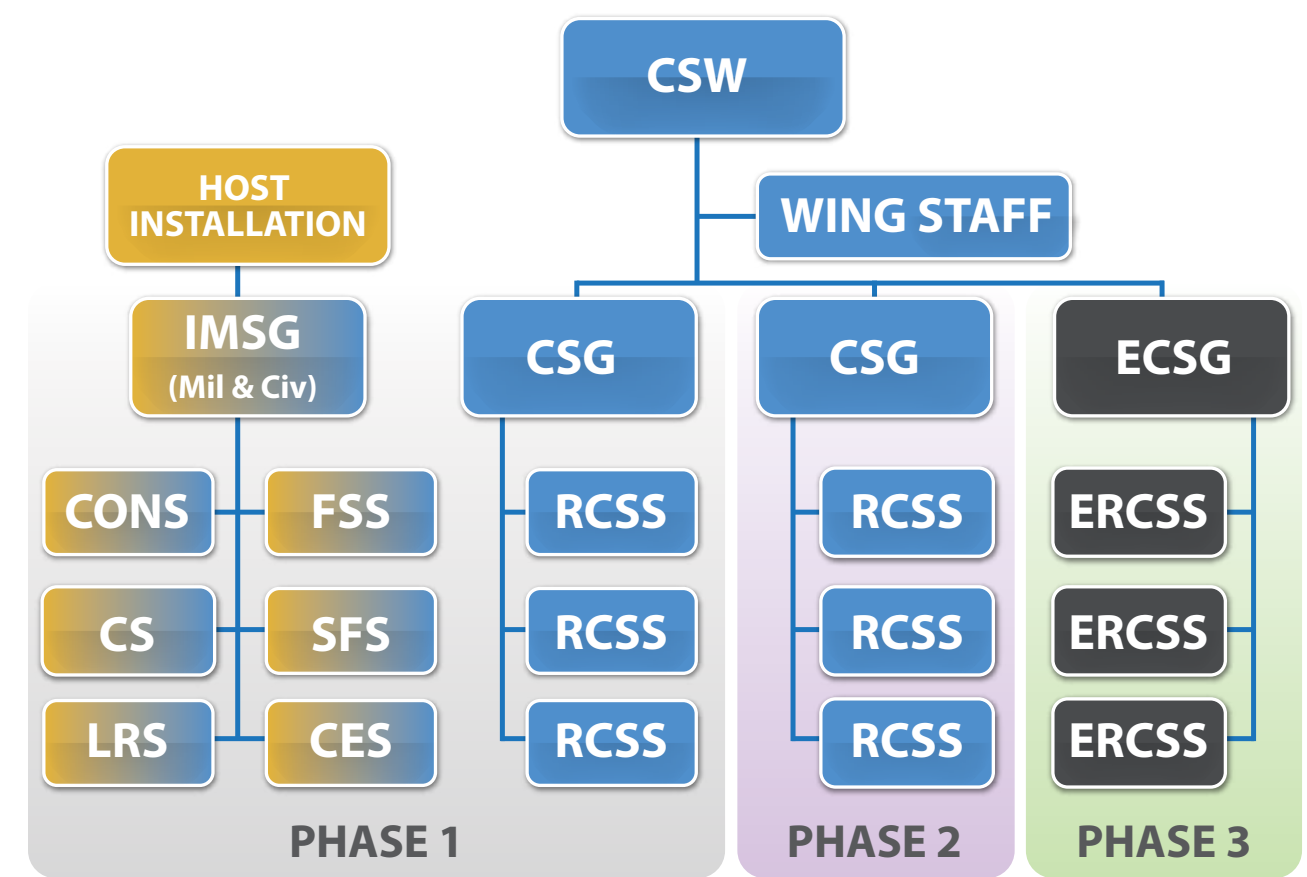 CSW
HOST
INSTALLATION
WING STAFF
IMSG
(Mil & Civ)
CSG
CSG
ECSG
CONS
FSS
RCSS
RCSS
ERCSS
CS
SFS
RCSS
RCSS
ERCSS
LRS
CES
RCSS
RCSS
ERCSS
PHASE 1
PHASE 2
PHASE 3